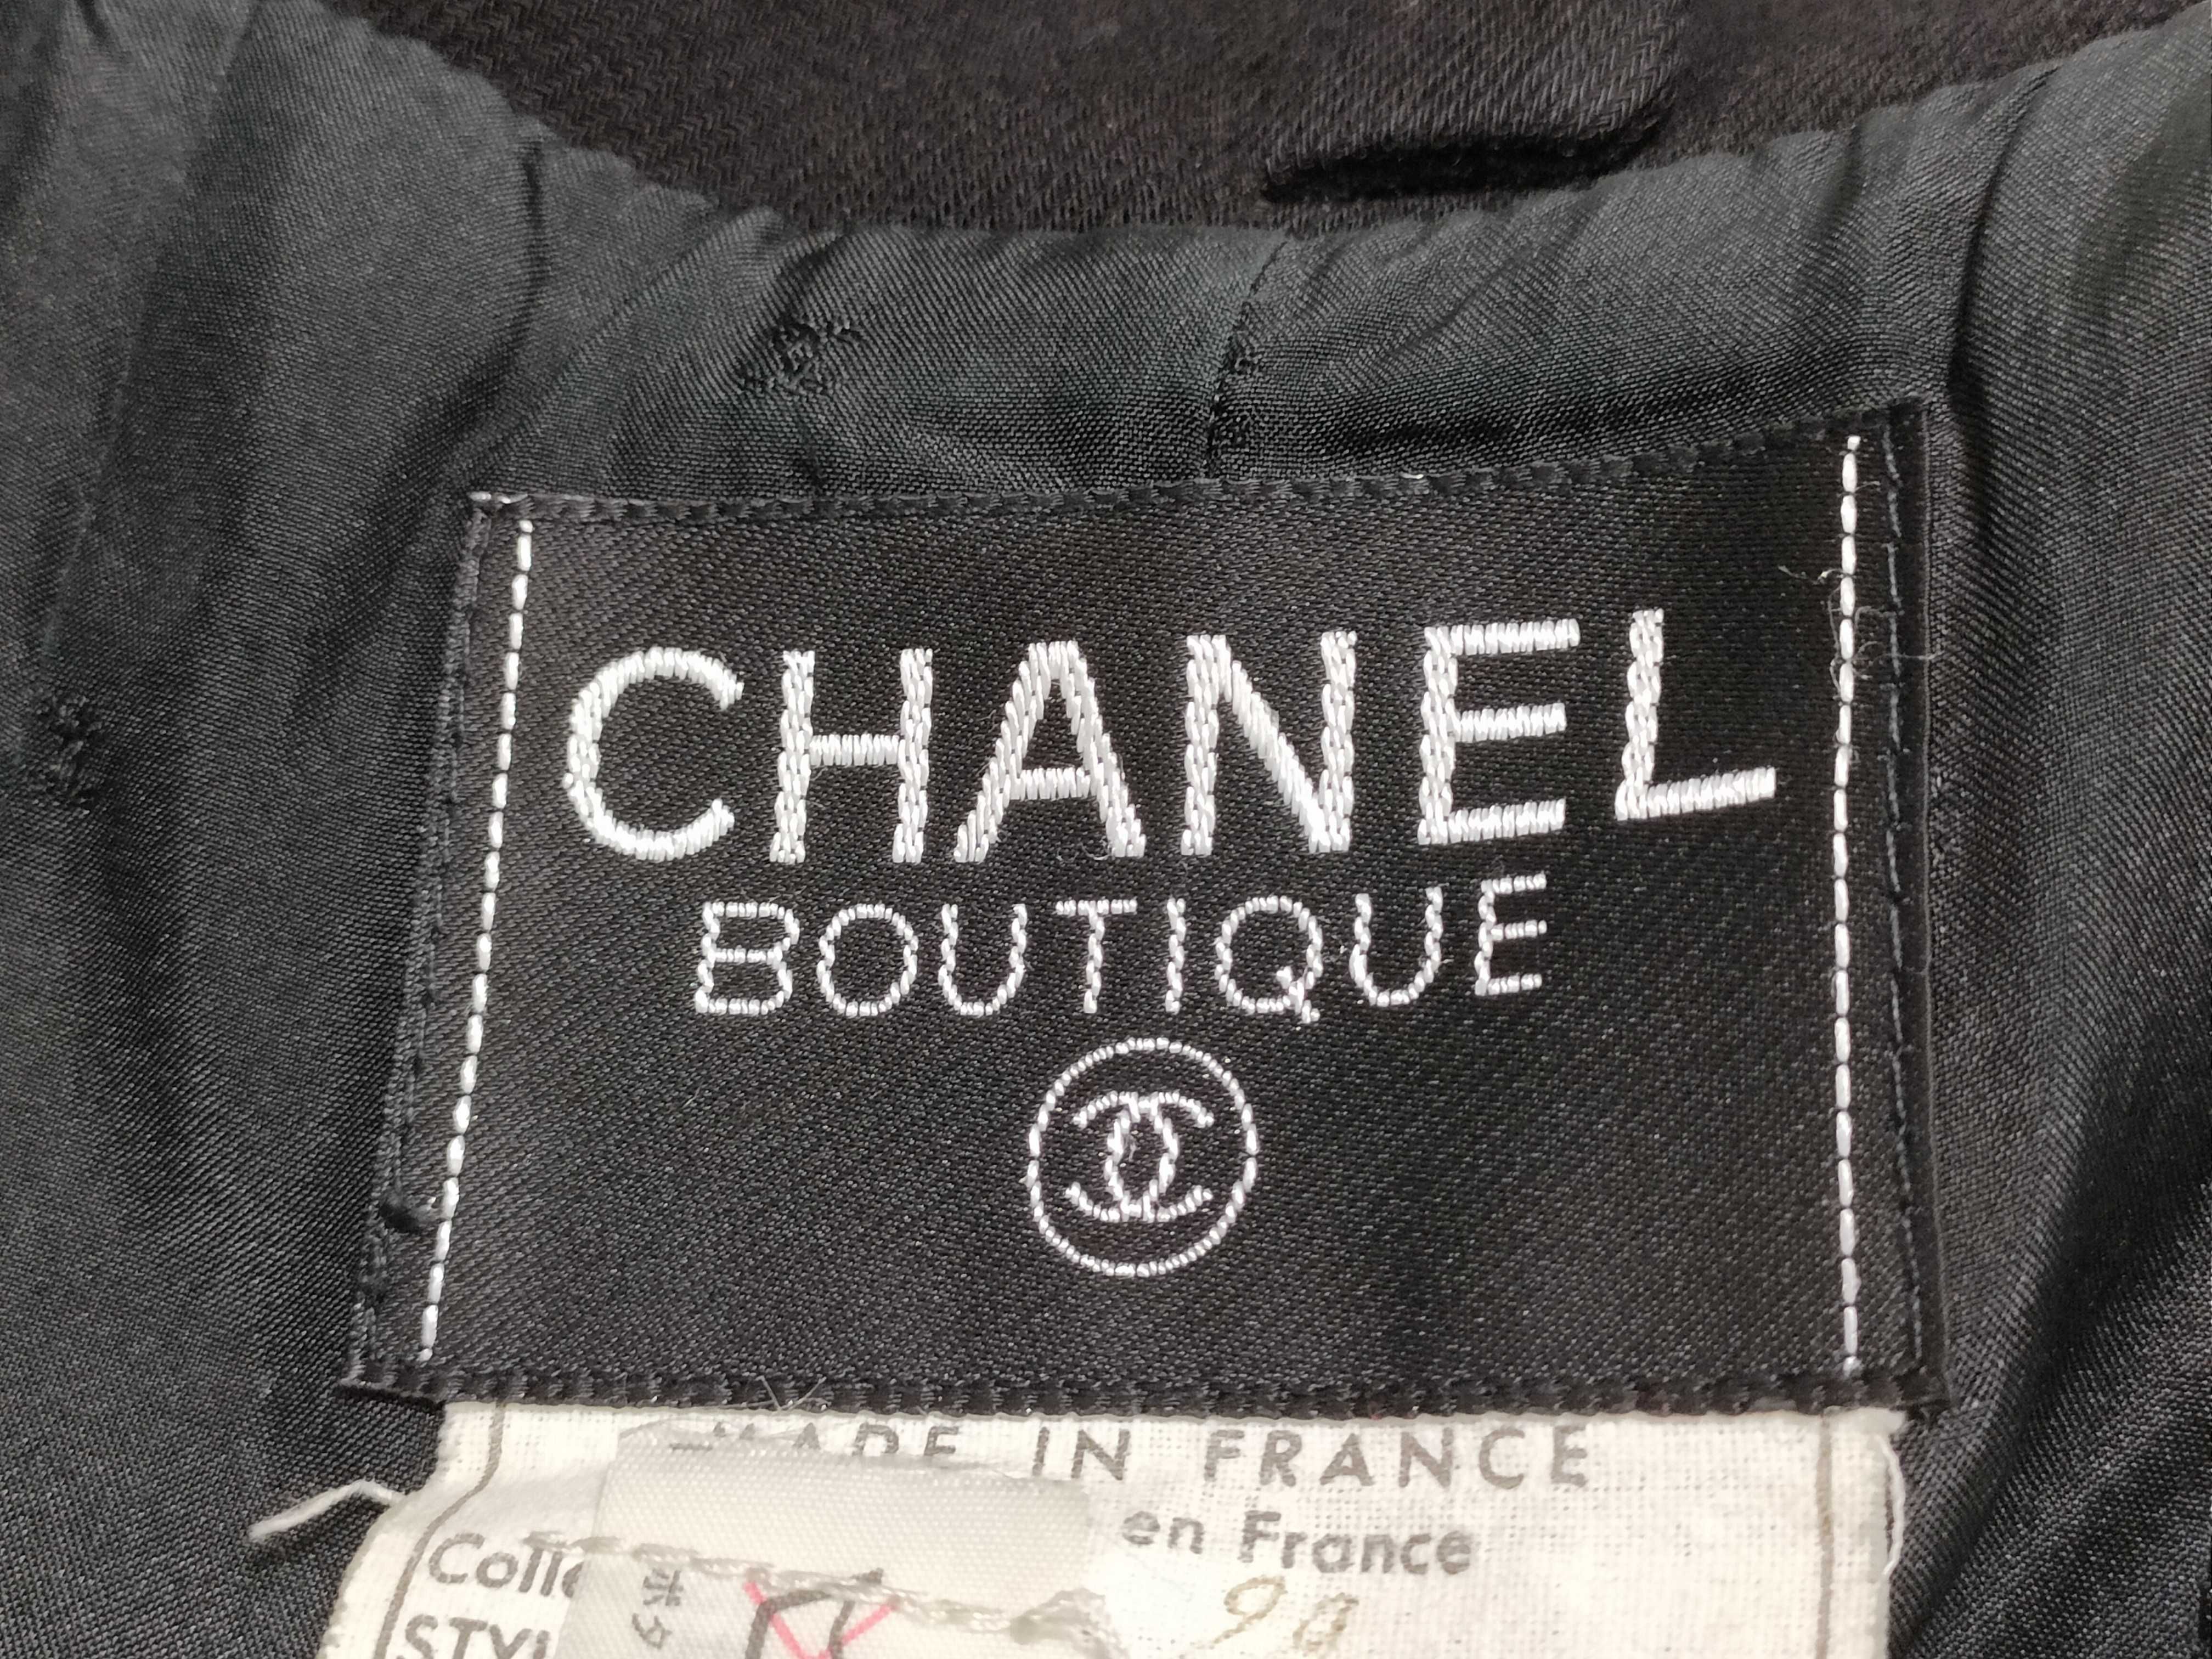 CHANEL
BOUTIQUE
MADE IN FRANCE
en France